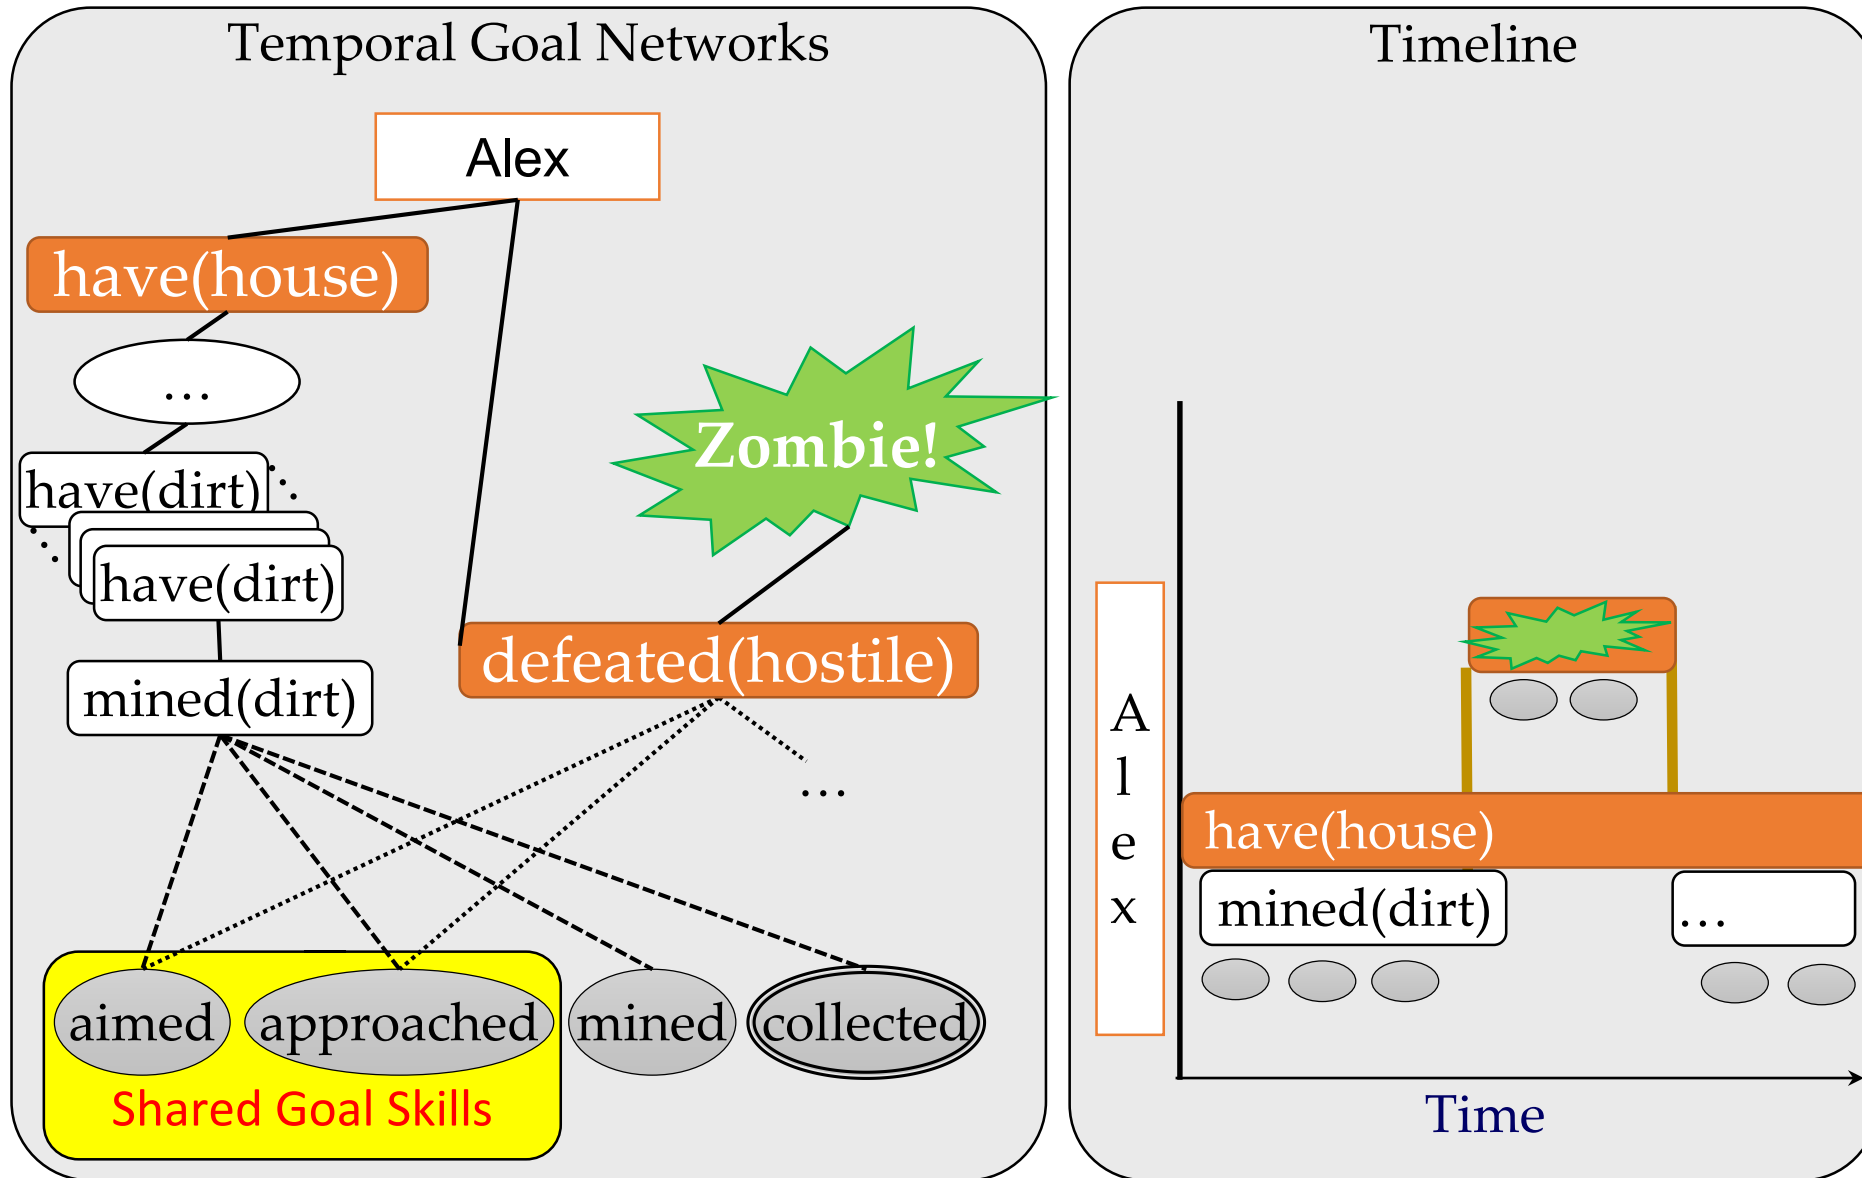 Temporal Goal Networks
Alex
have(house)
…
have(dirt)
have(dirt)
mined(dirt)
Zombie!
defeated(hostile)
…
aimed
approached
mined
collected
Shared Goal Skills
Timeline
Alex
have(house)
mined(dirt)
…
Time